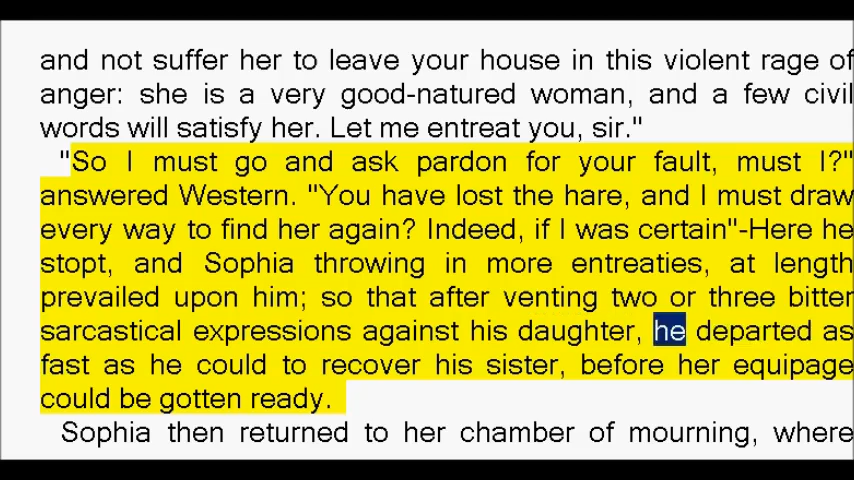 and not suffer her to leave your house in this violent rage of
anger: she is a very good-natured woman, and a few civil
words will satisfy her. Let me entreat you, sir."
"So I must go and ask pardon for your fault, must I?"
answered Western. "You have lost the hare, and I must draw
every way to find her again? Indeed, if I was certain"-Here he
stopt, and Sophia throwing in more entreaties, at length
prevailed upon him; so that after venting two or three bitter
sarcastical expressions against his daughter, he departed as
fast as he could to recover his sister, before her equipage
could be gotten ready.
Sophia then returned to her chamber of mourning, where